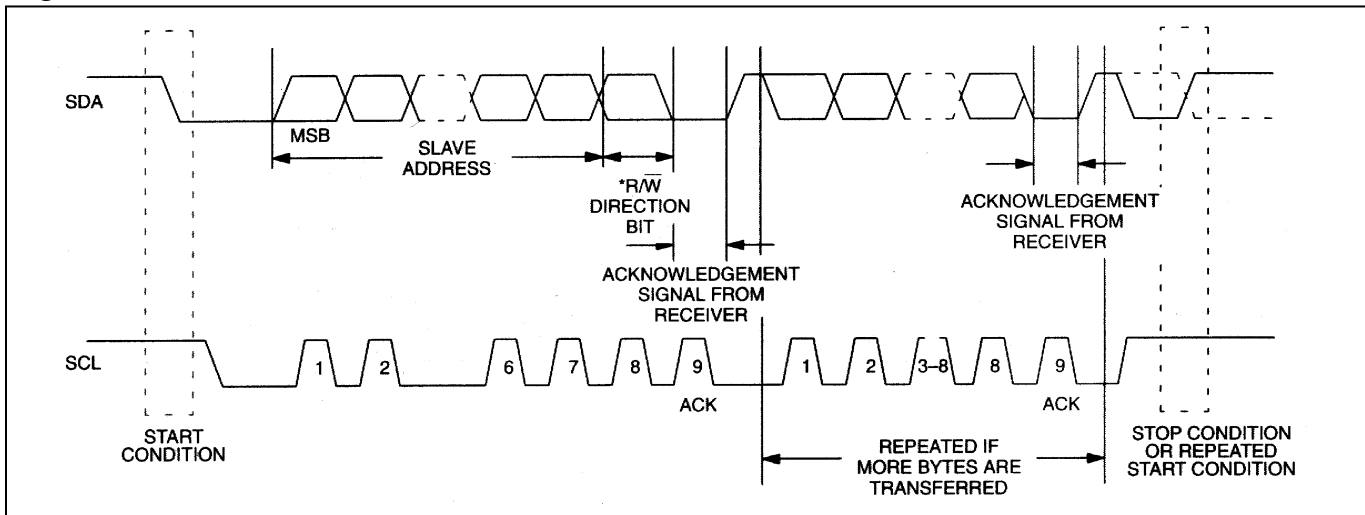 SDA
MSB
SLAVE
ADDRESS
*R/W̅
DIRECTION
BIT
ACKNOWLEDGEMENT
SIGNAL FROM
RECEIVER
ACKNOWLEDGEMENT
SIGNAL FROM
RECEIVER
SCL
1 2 6 7 8 9
ACK
1 2 3–8 8 9
ACK
START
CONDITION
REPEATED IF
MORE BYTES ARE
TRANSFERRED
STOP CONDITION
OR REPEATED
START CONDITION